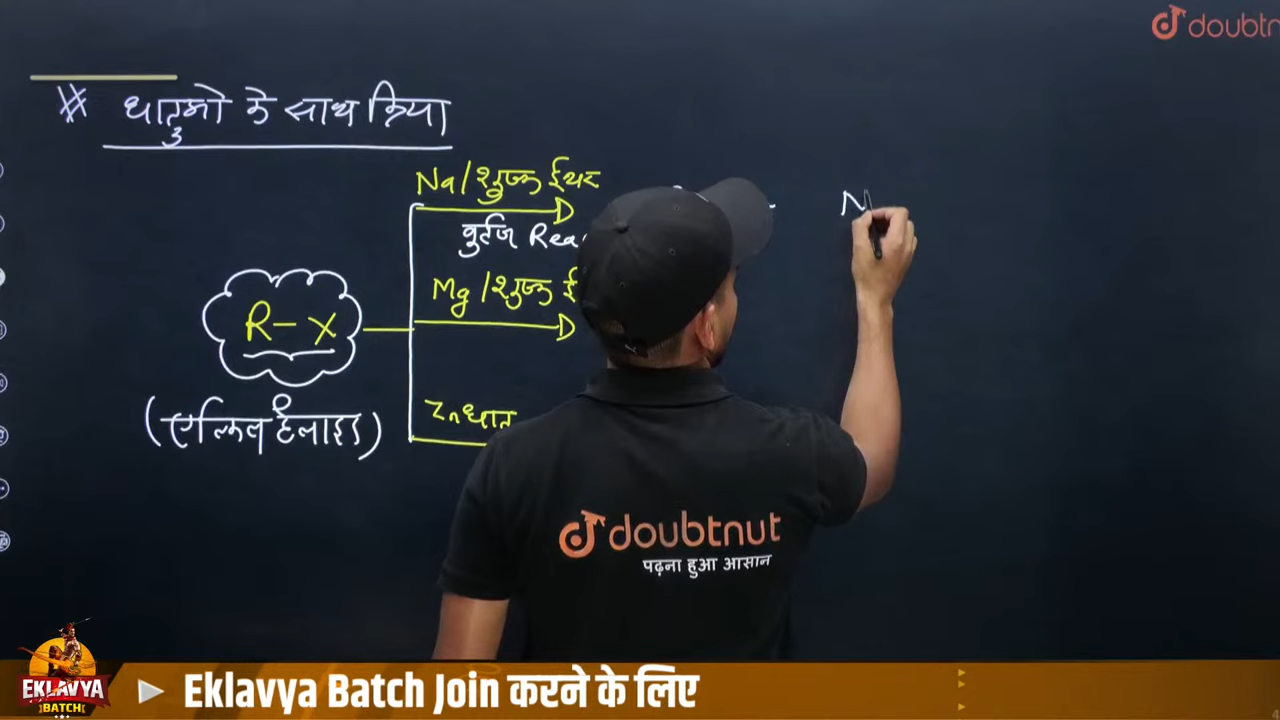 doubtn
# धातुओ के साथ क्रिया
Na/शुष्क ईथर
वुर्टज Rea
Mg/शुष्क ई
R-X
Zn धात
(एल्किल हैलाइड)
N
doubtnut
पढ़ना हुआ आसान
EKLAVYA
BATCH
Eklavya Batch Join करने के लिए